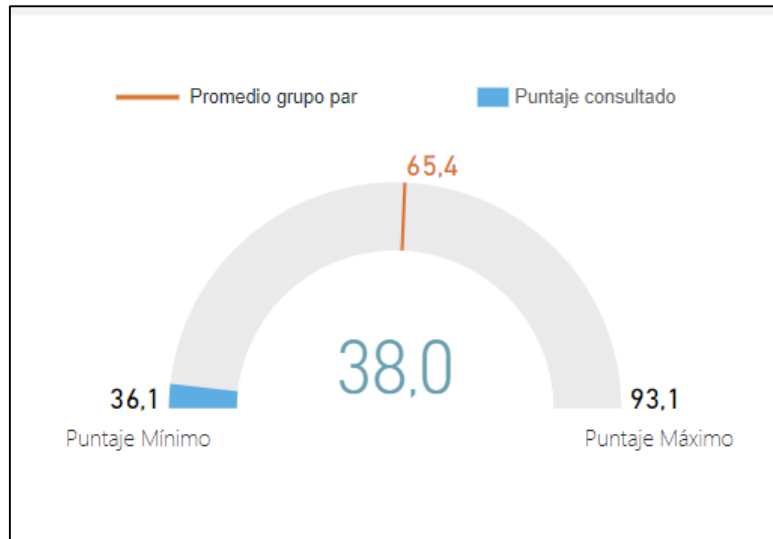 Promedio grupo par
Puntaje consultado
65,4
38,0
36,1
93,1
Puntaje Mínimo
Puntaje Máximo